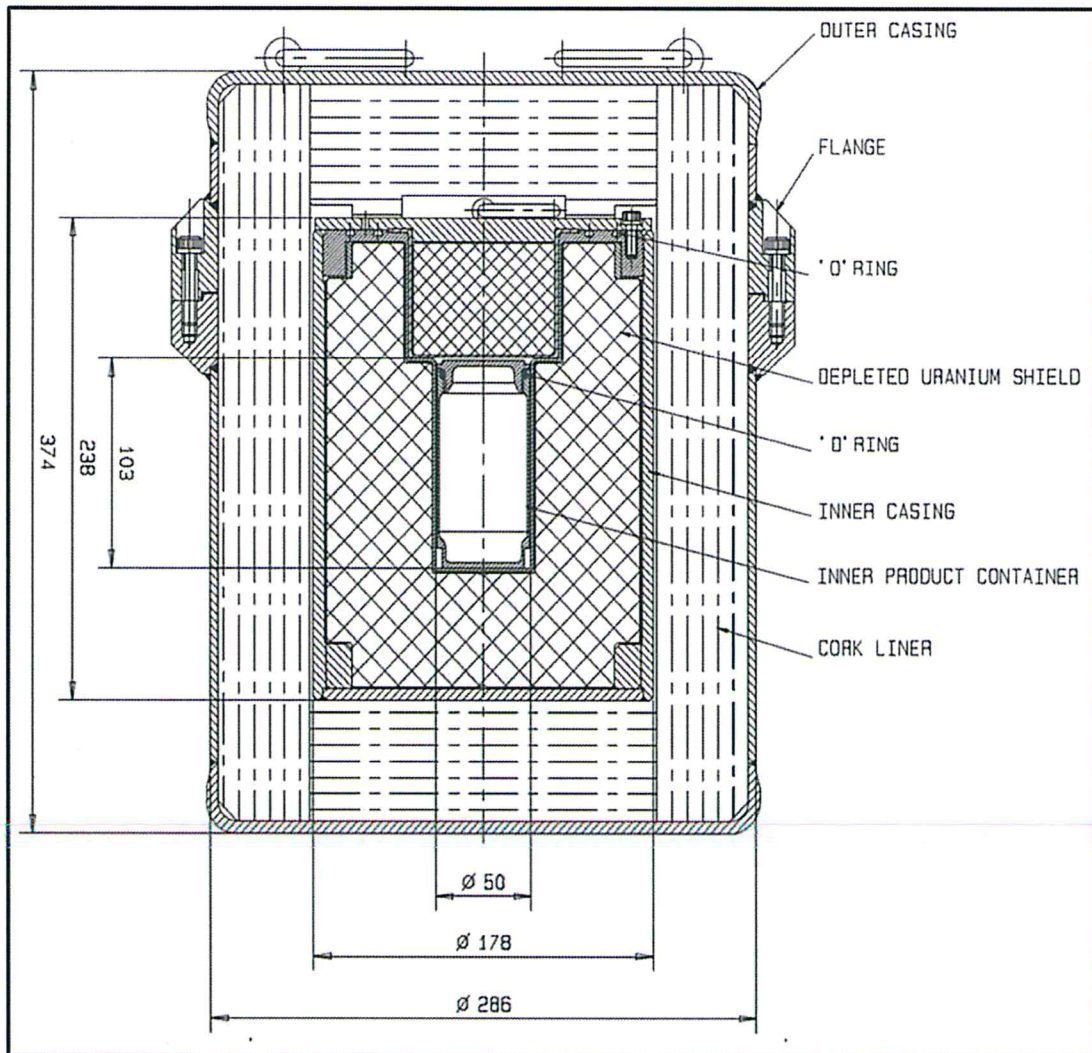 OUTER CASING
FLANGE
'O' RING
DEPLETED URANIUM SHIELD
'O' RING
INNER CASING
INNER PRODUCT CONTAINER
CORK LINER
374
238
103
Ø 50
Ø 178
Ø 286